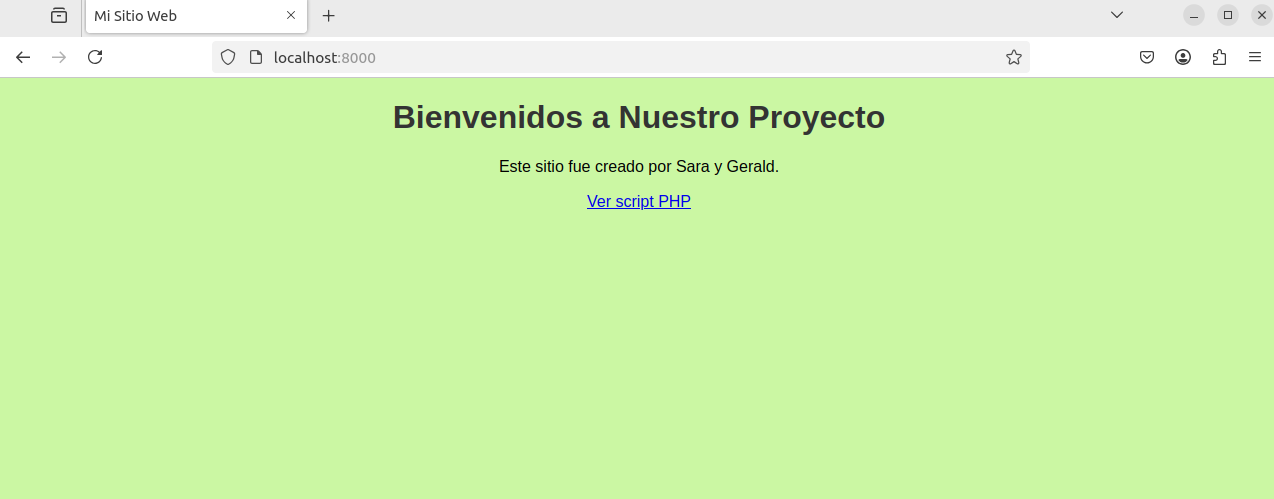 Mi Sitio Web
localhost:8000
Bienvenidos a Nuestro Proyecto
Este sitio fue creado por Sara y Gerald.
Ver script PHP